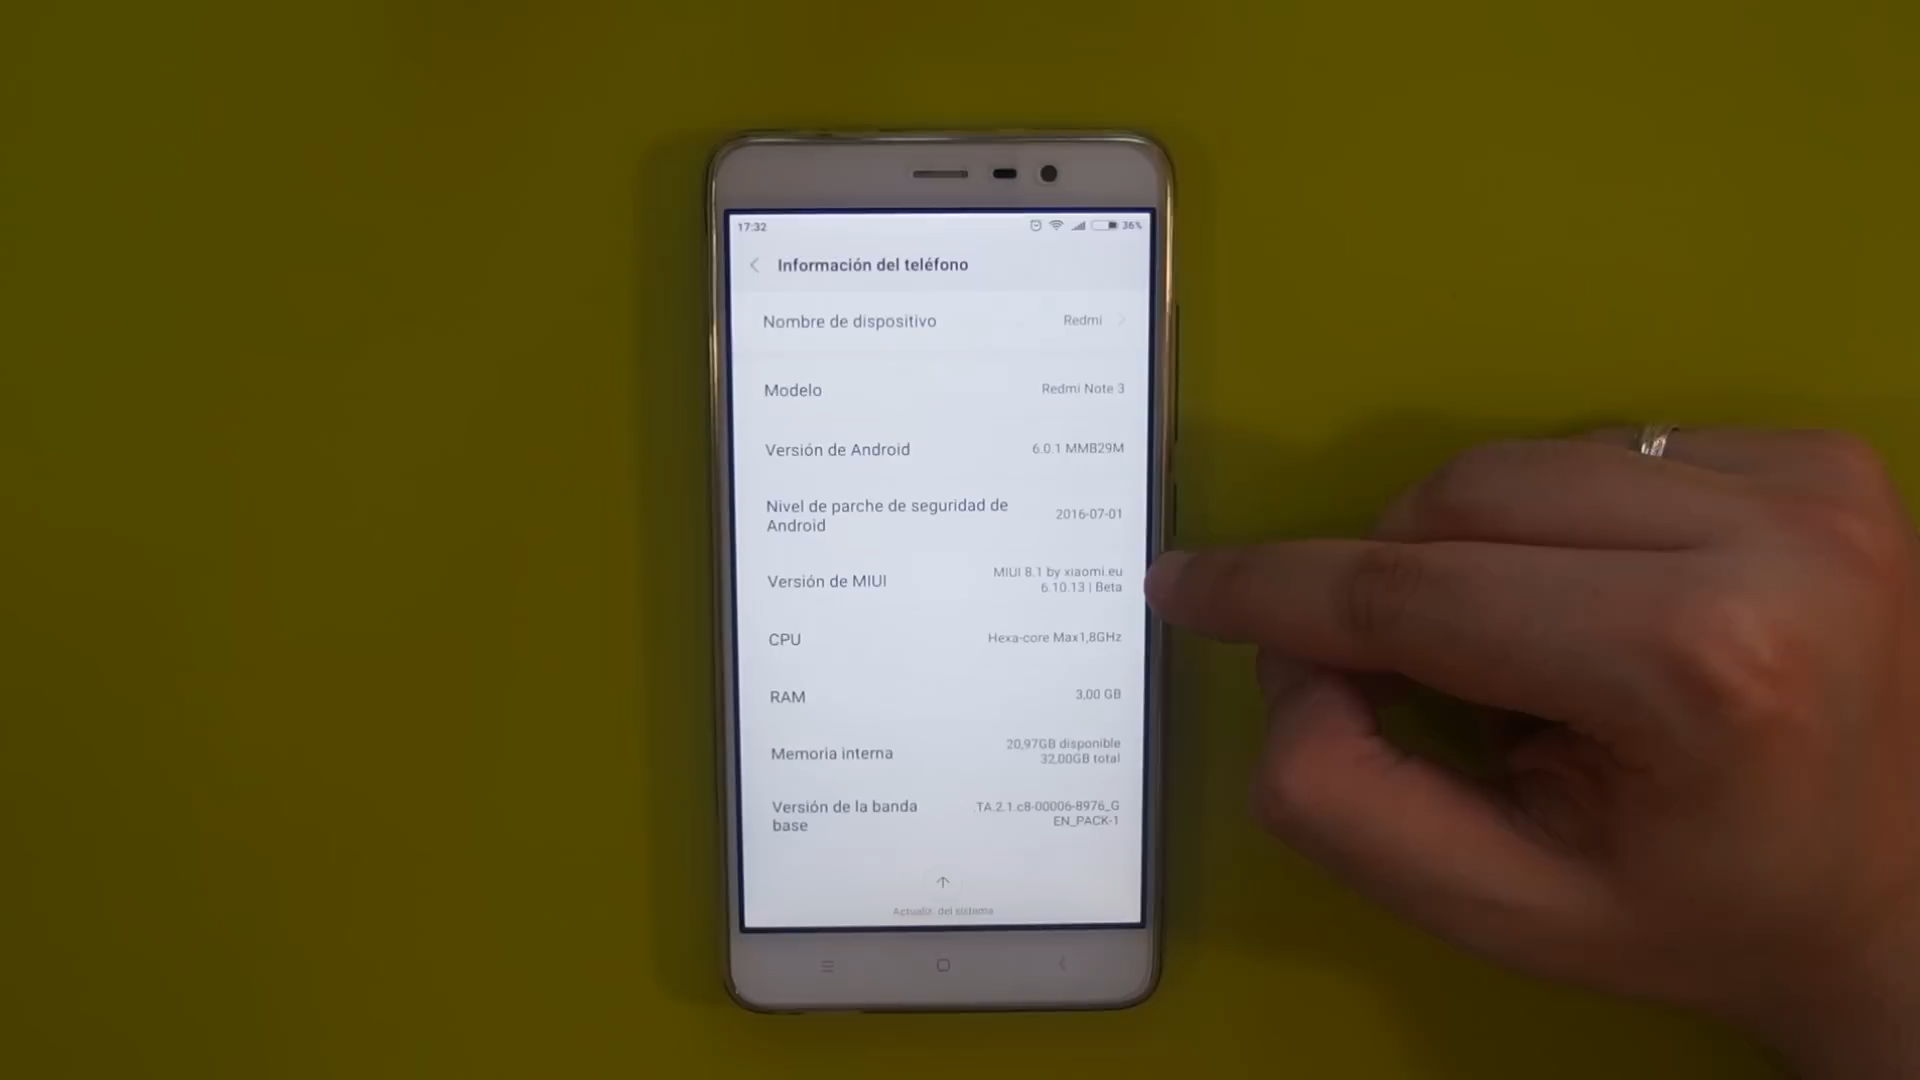 17:32
36%
Información del teléfono
Nombre de dispositivo
Redmi
Modelo
Redmi Note 3
Versión de Android
6.0.1 MMB29M
Nivel de parche de seguridad de
Android
2016-07-01
Versión de MIUI
MIUI 8.1 by xiaomi.eu
6.10.13 | Beta
CPU
Hexa-core Max1,8GHz
RAM
3,00 GB
Memoria interna
20,97GB disponible
32,00GB total
Versión de la banda
base
.TA.2.1.c8-00006-8976_G
EN_PACK-1
Actualiz. del sistema